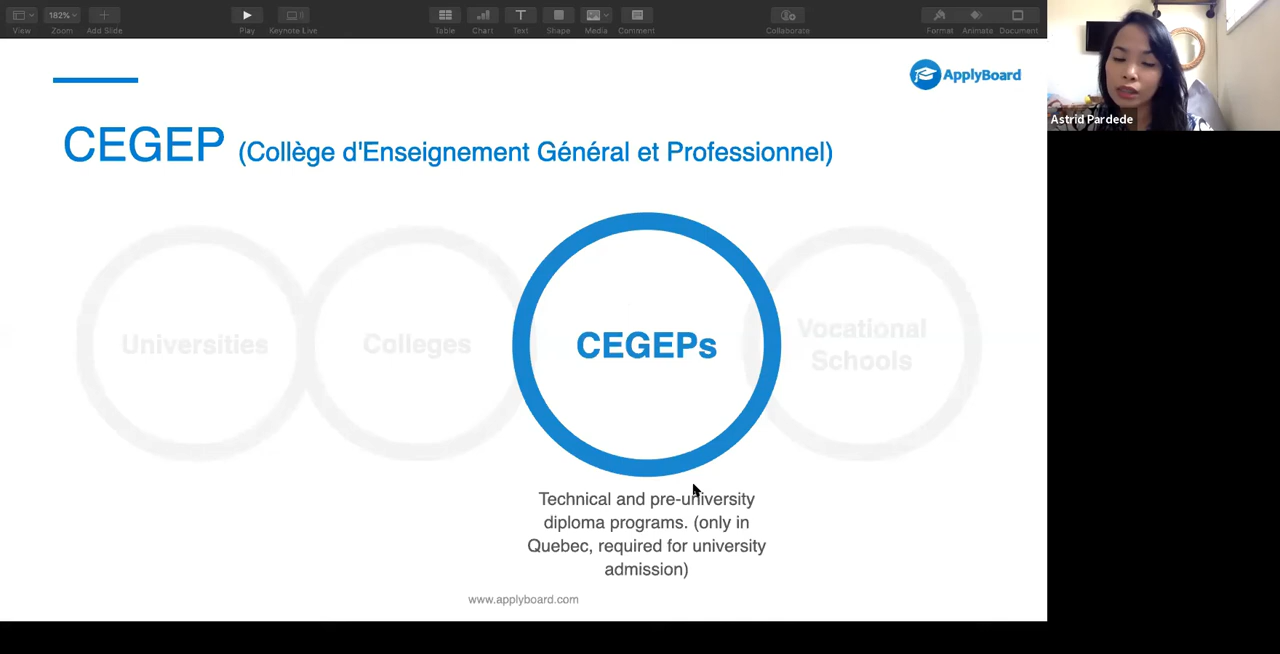 View
182%
Zoom
Add Slide
Play
Keynote Live
Table
Chart
Text
Shape
Media
Comment
Collaborate
Format
Animate
Document
ApplyBoard
Astrid Pardede
CEGEP (Collège d'Enseignement Général et Professionnel)
Universities
Colleges
CEGEPs
Vocational
Schools
Technical and pre-university
diploma programs. (only in
Quebec, required for university
admission)
www.applyboard.com